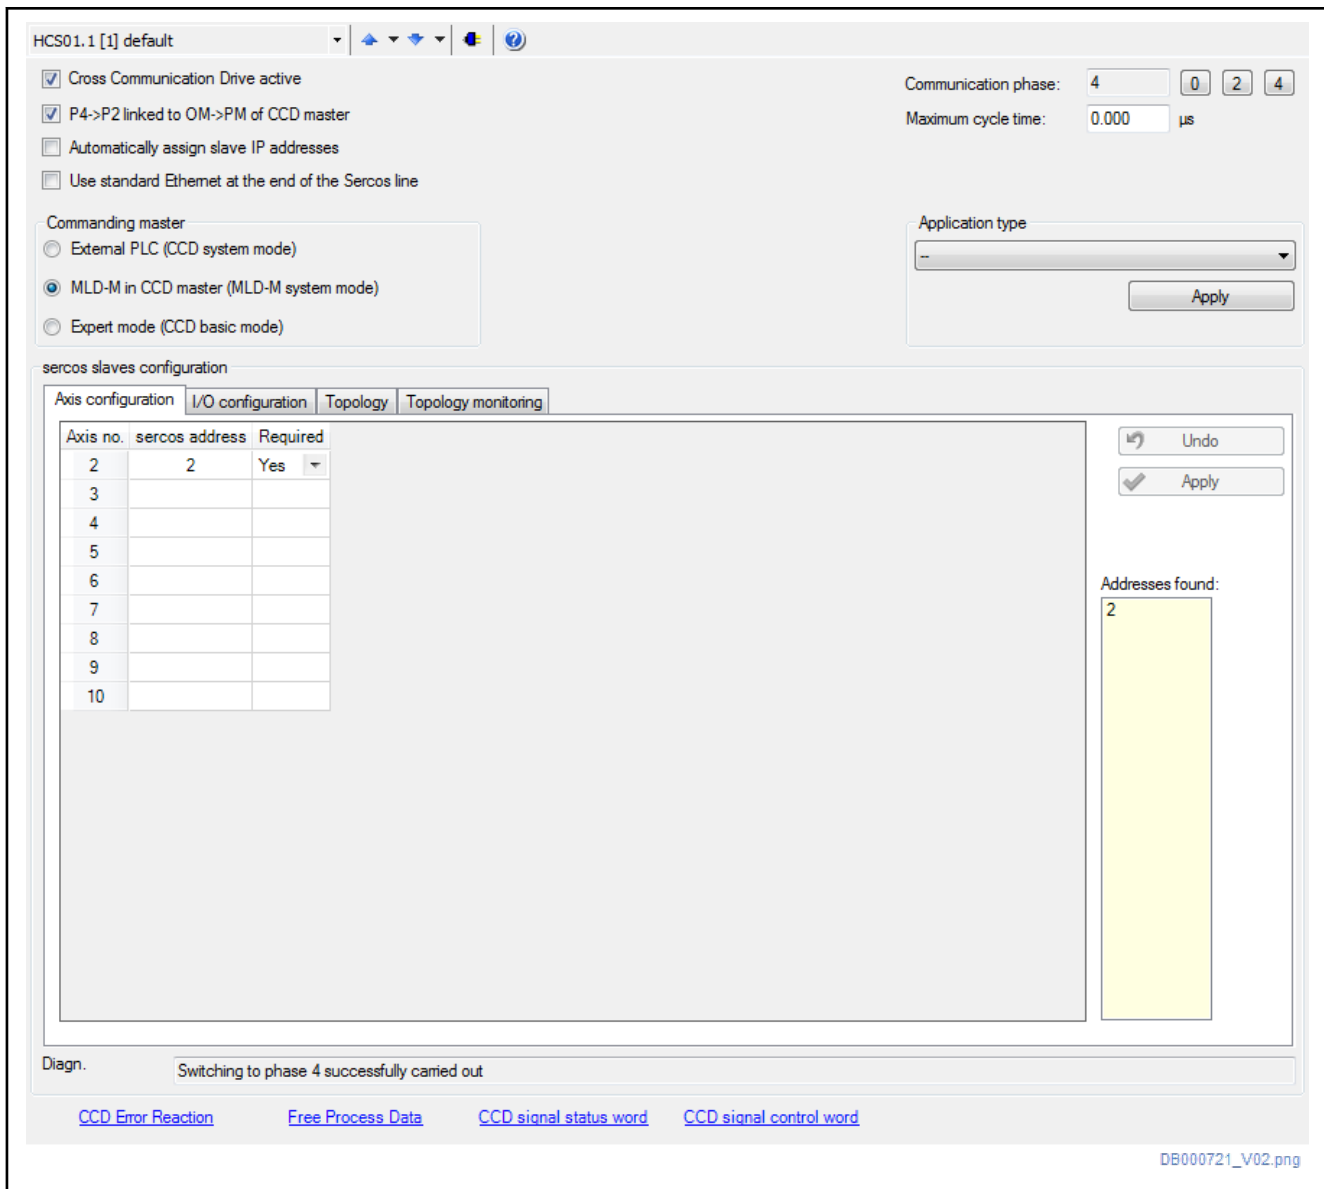 HCS01.1 [1] default
Cross Communication Drive active
P4->P2 linked to OM->PM of CCD master
Automatically assign slave IP addresses
Use standard Ethernet at the end of the Sercos line
Communication phase: 4 0 2 4
Maximum cycle time: 0.000 µs
Commanding master
External PLC (CCD system mode)
MLD-M in CCD master (MLD-M system mode)
Expert mode (CCD basic mode)
Application type
--
Apply
sercos slaves configuration
Axis configuration I/O configuration Topology Topology monitoring
Axis no. sercos address Required
2 2 Yes
3
4
5
6
7
8
9
10
Undo
Apply
Addresses found:
2
Diagn. Switching to phase 4 successfully carried out
CCD Error Reaction Free Process Data CCD signal status word CCD signal control word
DB000721_V02.png